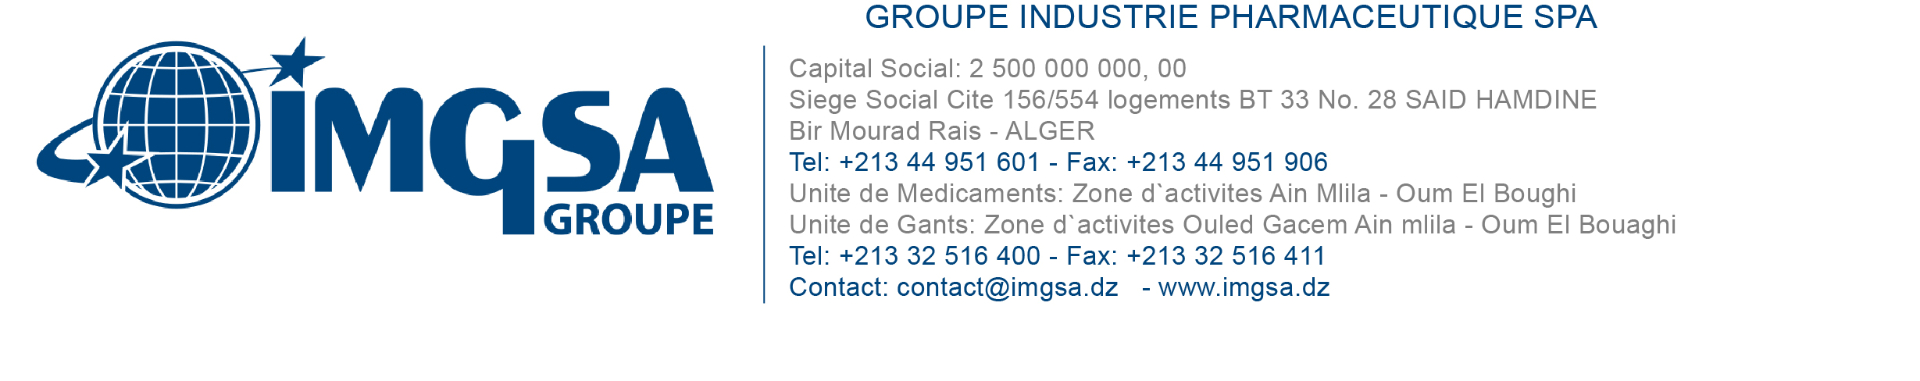 IMGSA
GROUPE
GROUPE INDUSTRIE PHARMACEUTIQUE SPA
Capital Social: 2 500 000 000, 00
Siege Social Cite 156/554 logements BT 33 No. 28 SAID HAMDINE
Bir Mourad Rais - ALGER
Tel: +213 44 951 601 - Fax: +213 44 951 906
Unite de Medicaments: Zone d`activites Ain Mlila - Oum El Boughi
Unite de Gants: Zone d`activites Ouled Gacem Ain mlila - Oum El Bouaghi
Tel: +213 32 516 400 - Fax: +213 32 516 411
Contact: contact@imgsa.dz - www.imgsa.dz